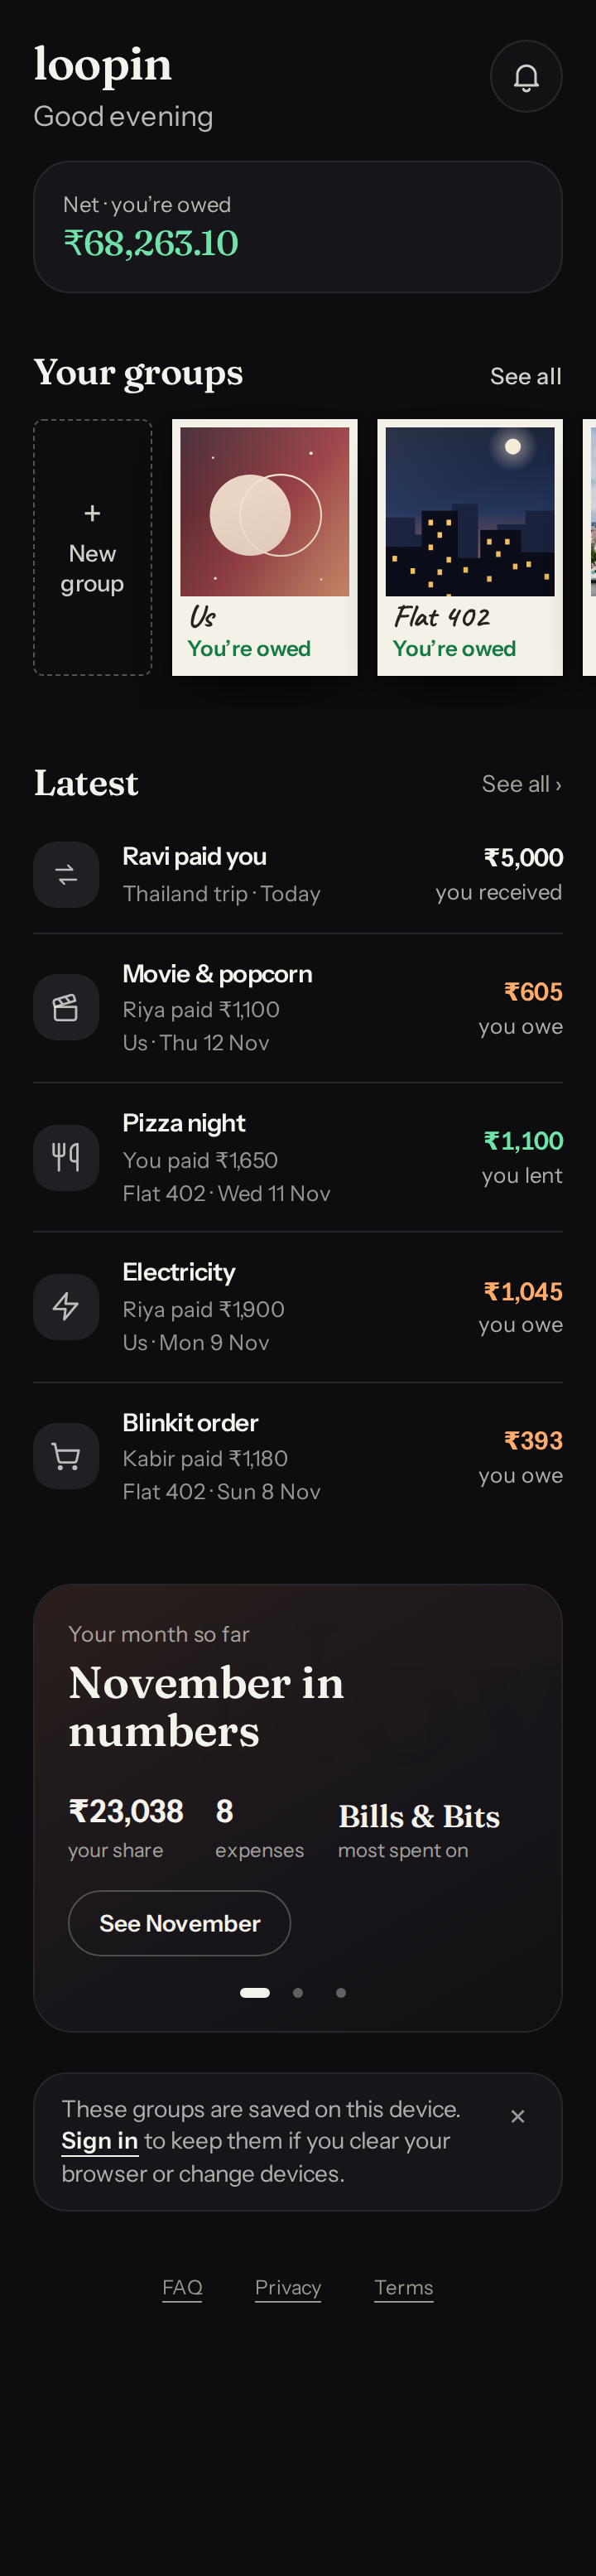 loopin
Good evening
Net · you’re owed
₹68,263.10
Your groups
See all
+
New
group
Us
You’re owed
Flat 402
You’re owed
Latest
See all ›
Ravi paid you
₹5,000
Thailand trip · Today
you received
Movie & popcorn
Riya paid ₹1,100
Us · Thu 12 Nov
₹605
you owe
Pizza night
You paid ₹1,650
Flat 402 · Wed 11 Nov
₹1,100
you lent
Electricity
Riya paid ₹1,900
Us · Mon 9 Nov
₹1,045
you owe
Blinkit order
Kabir paid ₹1,180
Flat 402 · Sun 8 Nov
₹393
you owe
Your month so far
November in
numbers
₹23,038 8 Bills & Bits
your share expenses most spent on
See November
These groups are saved on this device.
Sign in to keep them if you clear your
browser or change devices.
×
FAQ Privacy Terms